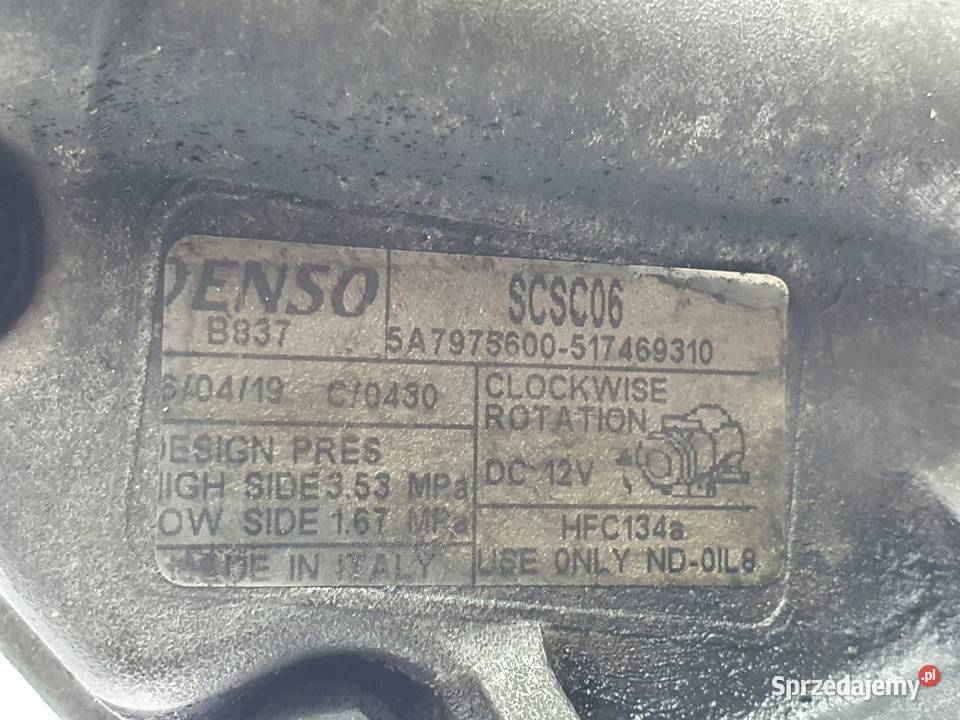 DENSO
B837
SCSC06
5A7975600-517469310
6/04/19 C/0430
DESIGN PRES
HIGH SIDE 3.53 MPa
LOW SIDE 1.67 MPa
MADE IN ITALY
CLOCKWISE
ROTATION
DC 12V
HFC134a
USE ONLY ND-OIL8
Sprzedajemy.pl